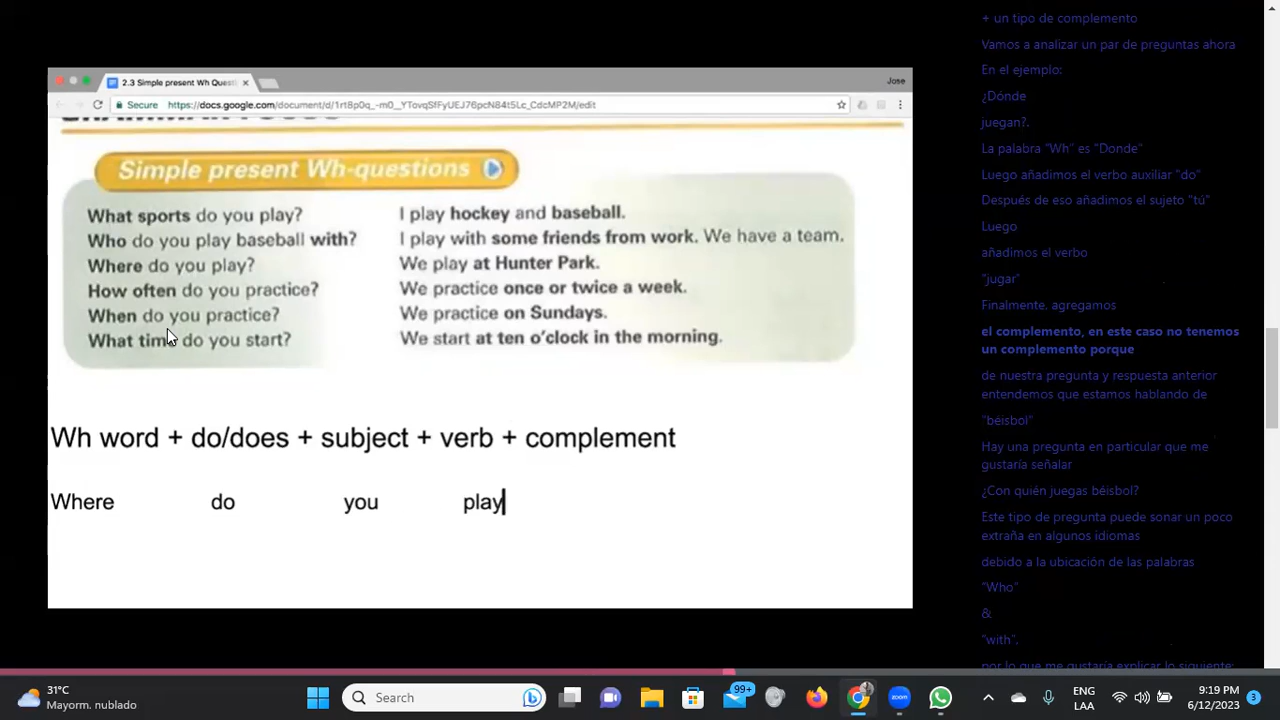 2.3 Simple present Wh Questi
Jose
Secure https://docs.google.com/document/d/1rt8p0q_-m0__YTovqSfFyUEJ76pcN84t5Lc_CdcMP2M/edit
Simple present Wh-questions
What sports do you play? I play hockey and baseball.
Who do you play baseball with? I play with some friends from work. We have a team.
Where do you play? We play at Hunter Park.
How often do you practice? We practice once or twice a week.
When do you practice? We practice on Sundays.
What time do you start? We start at ten o'clock in the morning.
Wh word + do/does + subject + verb + complement
Where do you play
+ un tipo de complemento
Vamos a analizar un par de preguntas ahora
En el ejemplo:
¿Dónde
juegan?.
La palabra "Wh" es "Donde"
Luego añadimos el verbo auxiliar "do"
Después de eso añadimos el sujeto "tú"
Luego
añadimos el verbo
"jugar"
Finalmente. agregamos
el complemento, en este caso no tenemos
un complemento porque
de nuestra pregunta y respuesta anterior
entendemos que estamos hablando de
"béisbol"
Hay una pregunta en particular que me
gustaría señalar
¿Con quién juegas béisbol?
Este tipo de pregunta puede sonar un poco
extraña en algunos idiomas
debido a la ubicación de las palabras
"Who"
&
"with".
por lo que me gustaría explicar lo siguiente:
31°C
Mayorm. nublado
Search
99+
ENG
LAA
9:19 PM
6/12/2023
3